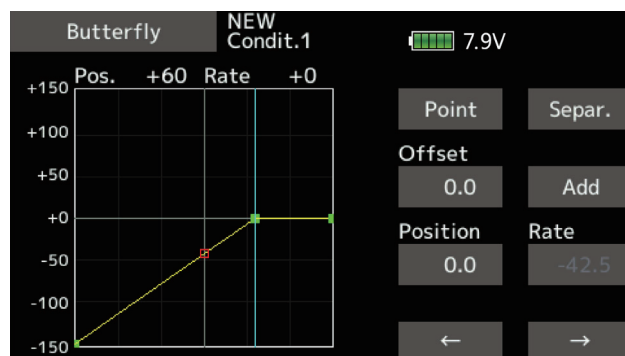 Butterfly
NEW
Condit.1
7.9V
Pos. +60 Rate +0
+150
+100
+50
+0
-50
-100
-150
Point
Separ.
Offset
0.0
Add
Position
Rate
0.0
-42.5
←
→